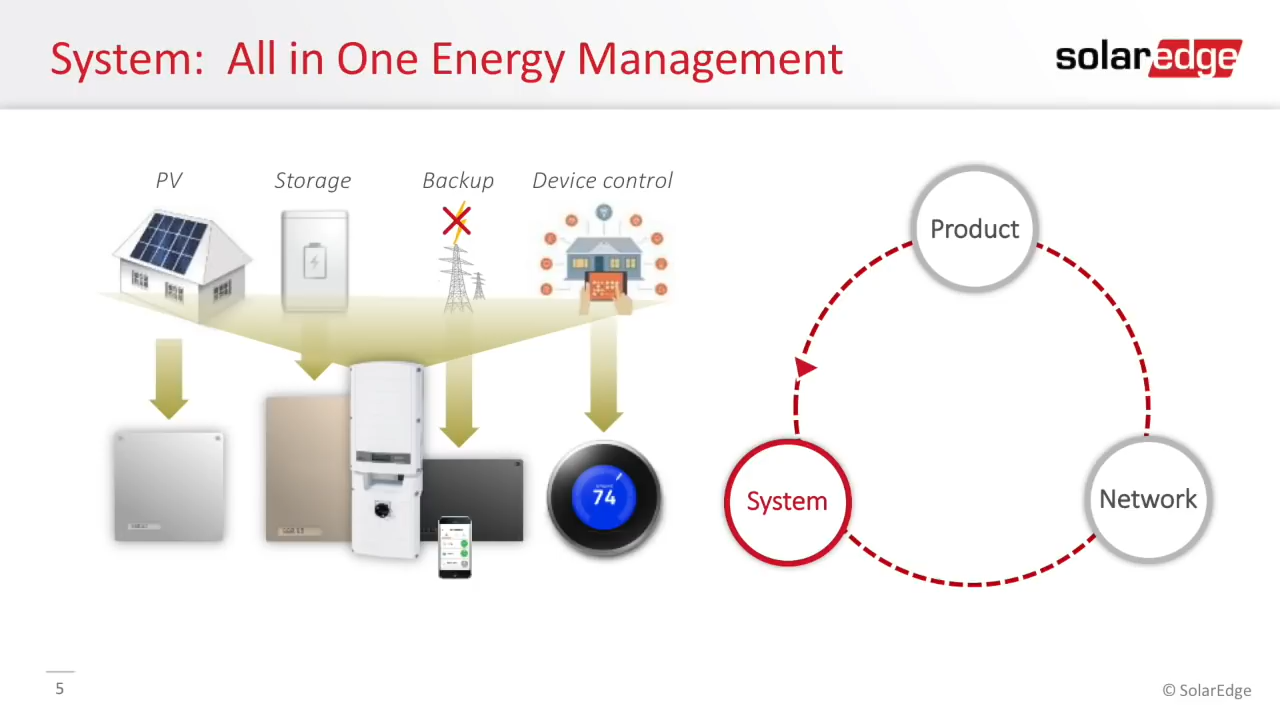 System: All in One Energy Management
solaredge
PV
Storage
Backup
Device control
Product
System
Network
74
5
© SolarEdge